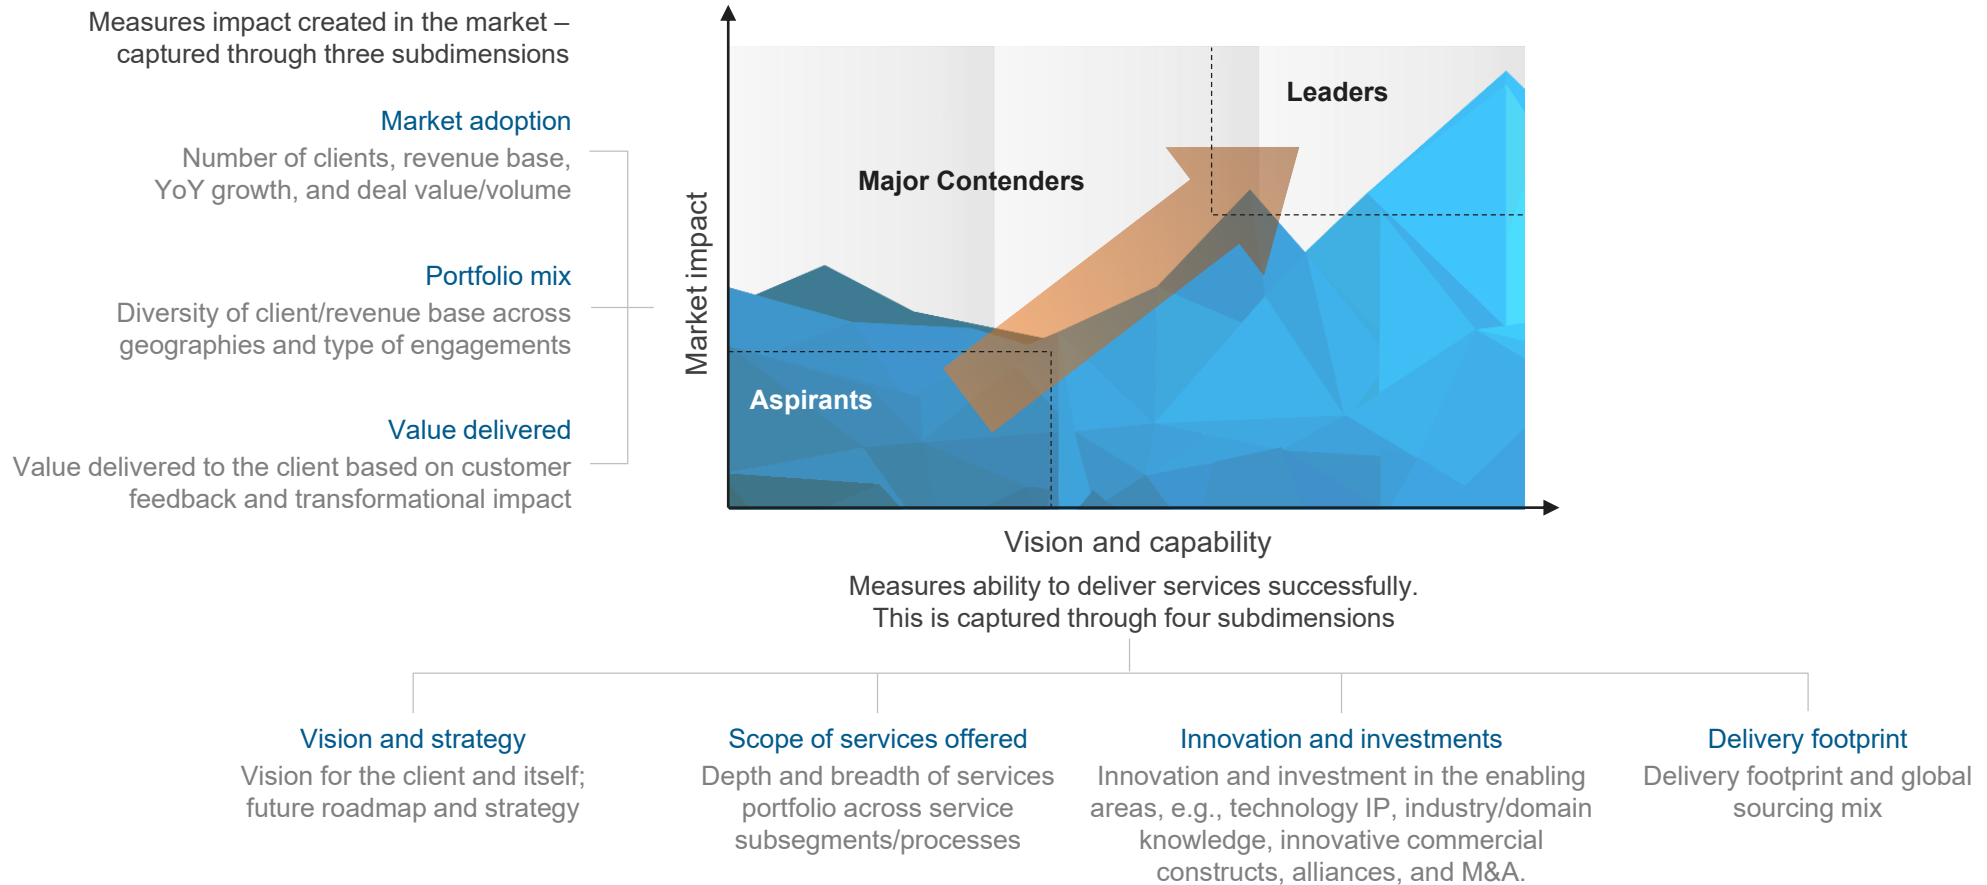 Measures impact created in the market –
captured through three subdimensions
Market adoption
Number of clients, revenue base,
YoY growth, and deal value/volume
Portfolio mix
Diversity of client/revenue base across
geographies and type of engagements
Value delivered
Value delivered to the client based on customer
feedback and transformational impact
Market impact
Leaders
Major Contenders
Aspirants
Vision and capability
Measures ability to deliver services successfully.
This is captured through four subdimensions
Vision and strategy
Vision for the client and itself;
future roadmap and strategy
Scope of services offered
Depth and breadth of services
portfolio across service
subsegments/processes
Innovation and investments
Innovation and investment in the enabling
areas, e.g., technology IP, industry/domain
knowledge, innovative commercial
constructs, alliances, and M&A.
Delivery footprint
Delivery footprint and global
sourcing mix